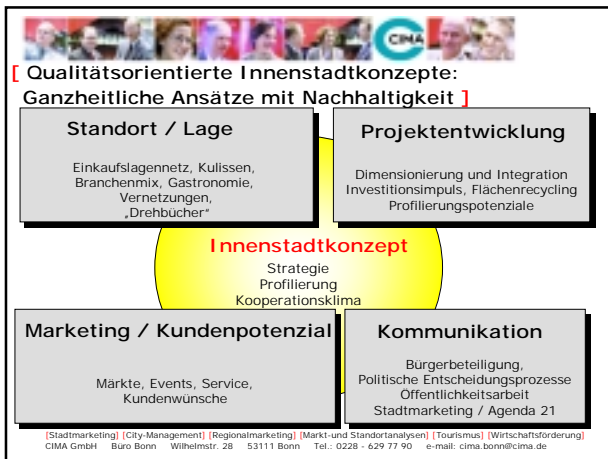 CIMA
[ Qualitätsorientierte Innenstadtkonzepte:
Ganzheitliche Ansätze mit Nachhaltigkeit ]
Standort / Lage
Einkaufslagennetz, Kulissen,
Branchenmix, Gastronomie,
Vernetzungen,
„Drehbücher“
Projektentwicklung
Dimensionierung und Integration
Investitionsimpuls, Flächenrecycling
Profilierungspotenziale
Innenstadtkonzept
Strategie
Profilierung
Kooperationsklima
Marketing / Kundenpotenzial
Märkte, Events, Service,
Kundenwünsche
Kommunikation
Bürgerbeteiligung,
Politische Entscheidungsprozesse
Öffentlichkeitsarbeit
Stadtmarketing / Agenda 21
[Stadtmarketing] [City-Management] [Regionalmarketing] [Markt-und Standortanalysen] [Tourismus] [Wirtschaftsförderung]
CIMA GmbH Büro Bonn Wilhelmstr. 28 53111 Bonn Tel.: 0228 - 629 77 90 e-mail: cima.bonn@cima.de